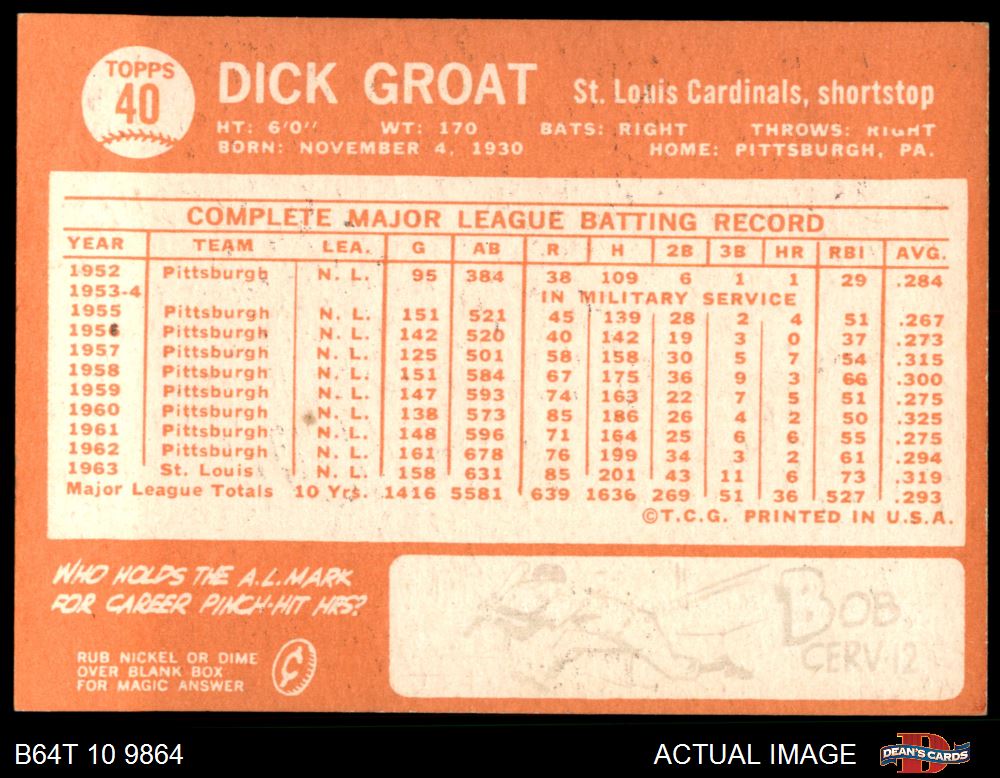 TOPPS
40
DICK GROAT
St. Louis Cardinals, shortstop
HT: 6'0" WT: 170 BATS: RIGHT THROWS: RIGHT
BORN: NOVEMBER 4, 1930 HOME: PITTSBURGH, PA.
COMPLETE MAJOR LEAGUE BATTING RECORD
YEAR TEAM LEA. G AB R H 2B 3B HR RBI AVG.
1952 Pittsburgh N. L. 95 384 38 109 6 1 1 29 .284
1953-4 IN MILITARY SERVICE
1955 Pittsburgh N. L. 151 521 45 139 28 2 4 51 .267
1956 Pittsburgh N. L. 142 520 40 142 19 3 0 37 .273
1957 Pittsburgh N. L. 125 501 58 158 30 5 7 54 .315
1958 Pittsburgh N. L. 151 584 67 175 36 9 3 66 .300
1959 Pittsburgh N. L. 147 593 74 163 22 7 5 51 .275
1960 Pittsburgh N. L. 138 573 85 186 26 4 2 50 .325
1961 Pittsburgh N. L. 148 596 71 164 25 6 6 55 .275
1962 Pittsburgh N. L. 161 678 76 199 34 3 2 61 .294
1963 St. Louis N. L. 158 631 85 201 43 11 6 73 .319
Major League Totals 10 Yrs. 1416 5581 639 1636 269 51 36 527 .293
©T.C.G. PRINTED IN U.S.A.
WHO HOLDS THE A.L. MARK
FOR CAREER PINCH-HIT HRS?
RUB NICKEL OR DIME
OVER BLANK BOX
FOR MAGIC ANSWER
BOB
CERV-12
B64T 10 9864
ACTUAL IMAGE
DEAN'S CARDS